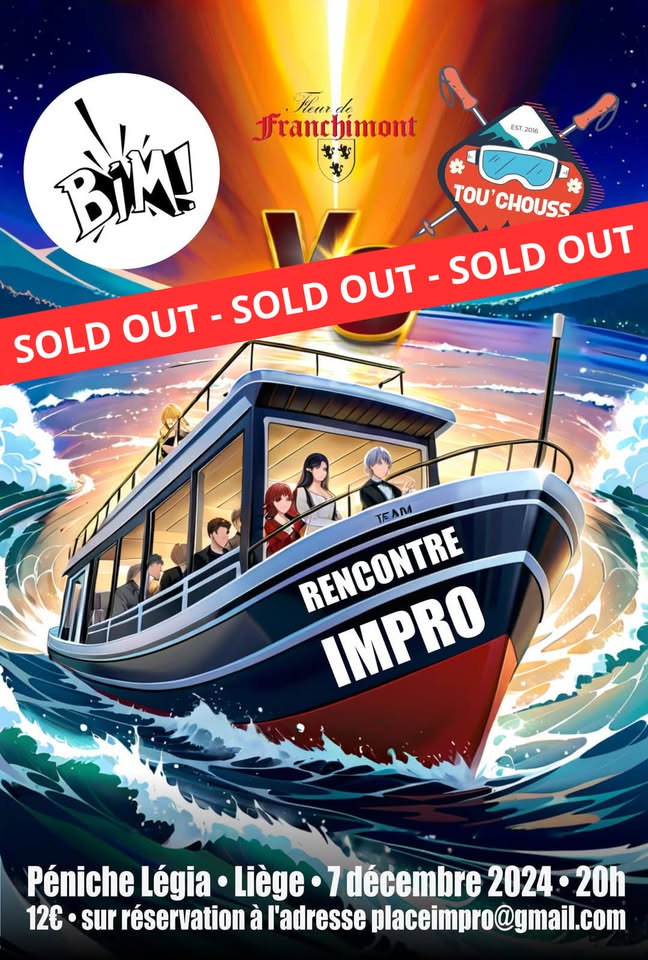 BiM!
Fleur de
Franchimont
EST. 2016
TOU'CHOUSS
VS
SOLD OUT - SOLD OUT - SOLD OUT
TEAM
RENCONTRE
IMPRO
Péniche Légia • Liège • 7 décembre 2024 • 20h
12€ • sur réservation à l'adresse placeimpro@gmail.com